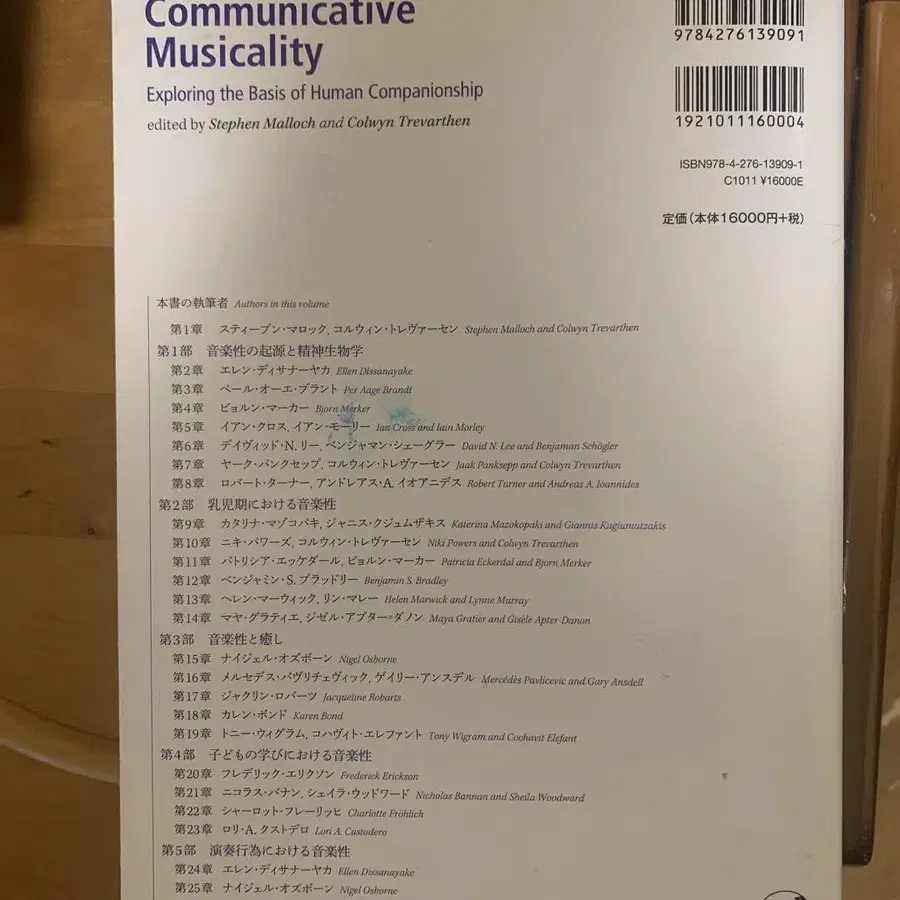 Communicative
Musicality
Exploring the Basis of Human Companionship
edited by Stephen Malloch and Colwyn Trevarthen
9784276139091
1921011160004
ISBN978-4-276-13909-1
C1011 ¥16000E
定価(本体16000円+税)
本書の執筆者 Authors in this volume
第1章 スティーブン・マロック, コルウィン・トレヴァーセン Stephen Malloch and Colwyn Trevarthen
第1部 音楽性の起源と精神生物学
第2章 エレン・ディサナーヤカ Ellen Dissanayake
第3章 ペール・オーエ・ブラント Per Aage Brandt
第4章 ビョルン・マーカー Bjorn Merker
第5章 イアン・クロス, イアン・モーリー Ian Cross and Iain Morley
第6章 デイヴィッド・N. リー, ベンジャマン・シェーグラー David N. Lee and Benjaman Schögler
第7章 ヤーク・パンクセップ, コルウィン・トレヴァーセン Jaak Panksepp and Colwyn Trevarthen
第8章 ロバート・ターナー, アンドレアス・A. イオアニデス Robert Turner and Andreas A. Ioannides
第2部 乳児期における音楽性
第9章 カタリナ・マゾコパキ, ジャニス・クジュムザキス Katerina Mazokopaki and Giannis Kugiumutzakis
第10章 ニキ・パワーズ, コルウィン・トレヴァーセン Niki Powers and Colwyn Trevarthen
第11章 パトリシア・エッケダール, ビョルン・マーカー Patricia Eckerdal and Bjorn Merker
第12章 ベンジャミン・S. ブラッドリー Benjamin S. Bradley
第13章 ヘレン・マーウィック, リン・マレー Helen Marwick and Lynne Murray
第14章 マヤ・グラティエ, ジゼル・アプター=ダノン Maya Gratier and Gisèle Apter-Danon
第3部 音楽性と癒し
第15章 ナイジェル・オズボーン Nigel Osborne
第16章 メルセデス・パヴリチェヴィック, ゲイリー・アンスデル Mercédès Pavlicevic and Gary Ansdell
第17章 ジャクリン・ロバーツ Jacqueline Robarts
第18章 カレン・ボンド Karen Bond
第19章 トニー・ウィグラム, コハヴィト・エレファント Tony Wigram and Cochavit Elefant
第4部 子どもの学びにおける音楽性
第20章 フレデリック・エリクソン Frederick Erickson
第21章 ニコラス・バナン, シェイラ・ウッドワード Nicholas Bannan and Sheila Woodward
第22章 シャーロット・フレーリッヒ Charlotte Fröhlich
第23章 ロリ・A. クストデロ Lori A. Custodero
第5部 演奏行為における音楽性
第24章 エレン・ディサナーヤカ Ellen Dissanayake
第25章 ナイジェル・オズボーン Nigel Osborne